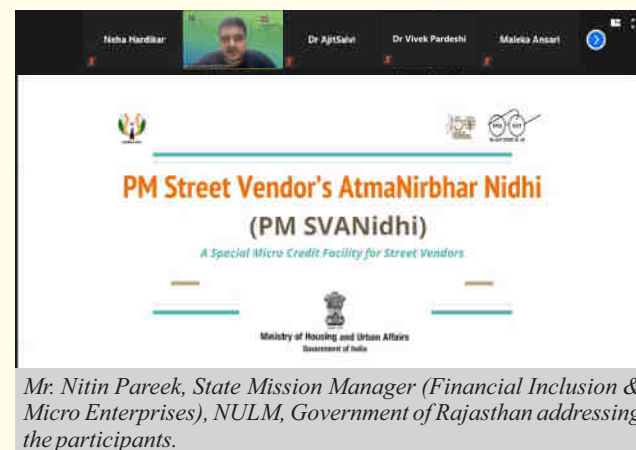 Neha Hardikar
Dr AjitSalvi
Dr Vivek Pardeshi
Maleka Ansari
PM Street Vendor's AtmaNirbhar Nidhi
(PM SVANidhi)
A Special Micro Credit Facility for Street Vendors
Ministry of Housing and Urban Affairs
Government of India
Mr. Nitin Pareek, State Mission Manager (Financial Inclusion &
Micro Enterprises), NULM, Government of Rajasthan addressing
the participants.